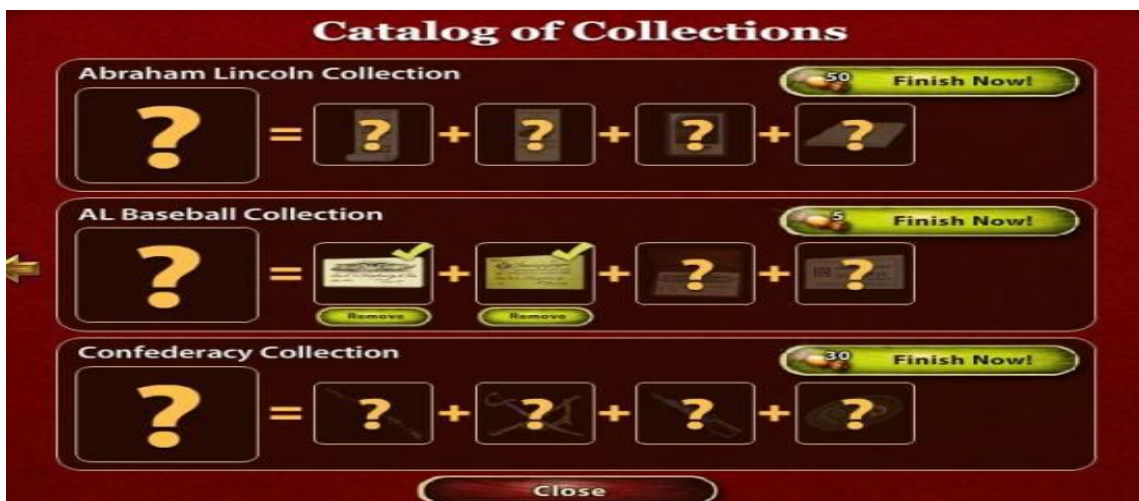 Catalog of Collections
Abraham Lincoln Collection
50 Finish Now!
? = ? + ? + ? + ?
AL Baseball Collection
5 Finish Now!
? = + + ? + ?
Remove Remove
Confederacy Collection
30 Finish Now!
? = ? + ? + ? + ?
Close